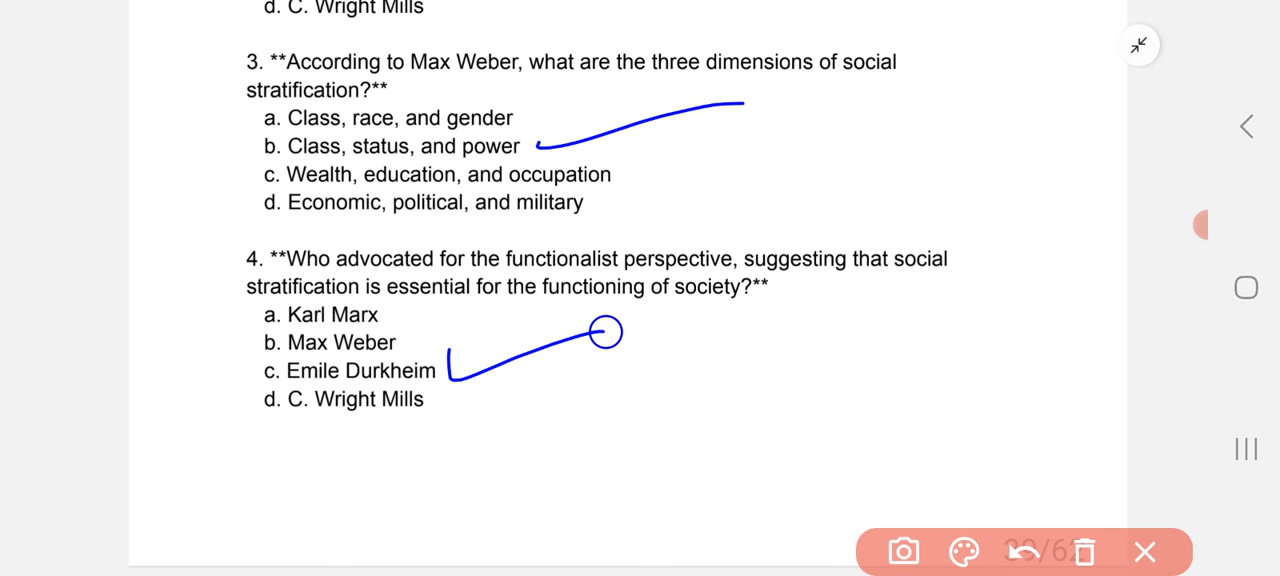 d. C. Wright Mills
3. **According to Max Weber, what are the three dimensions of social
stratification?**
a. Class, race, and gender
b. Class, status, and power
c. Wealth, education, and occupation
d. Economic, political, and military
4. **Who advocated for the functionalist perspective, suggesting that social
stratification is essential for the functioning of society?**
a. Karl Marx
b. Max Weber
c. Emile Durkheim
d. C. Wright Mills